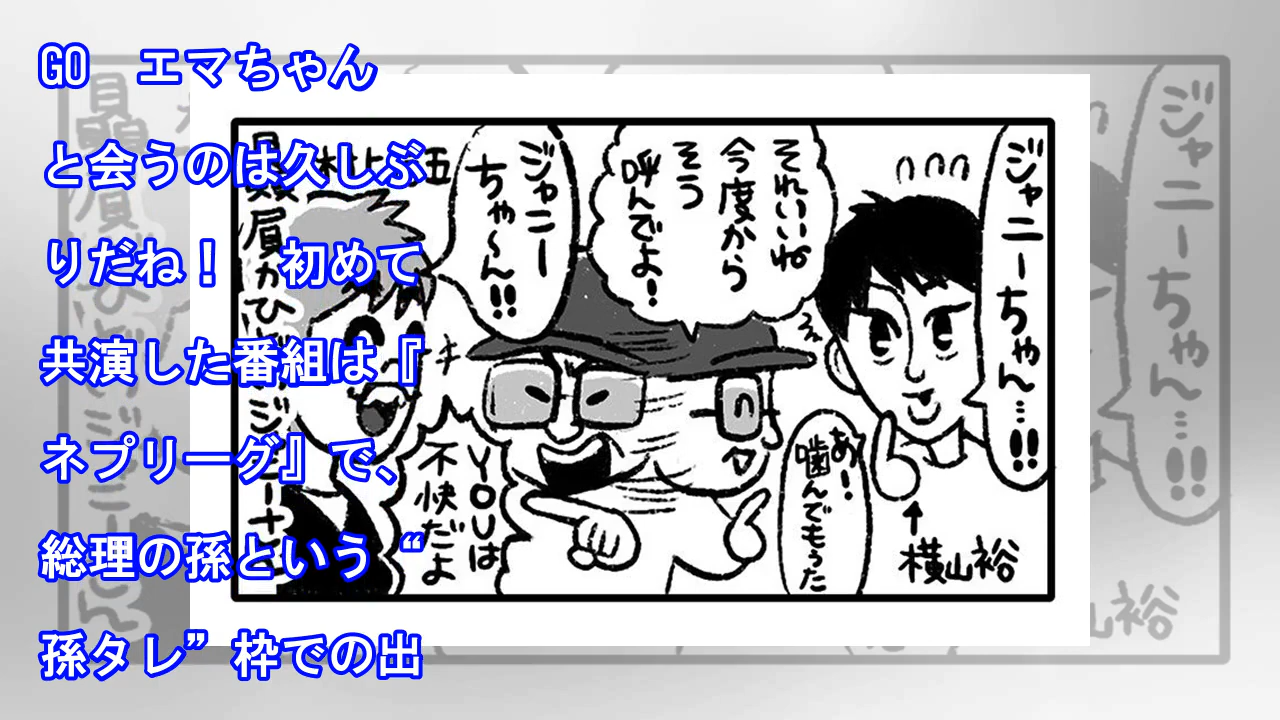 GO　エマちゃん
と会うのは久しぶ
りだね！　初めて
共演した番組は『
ネプリーグ』で、
総理の孫という“
孫タレ”枠での出
ジャニーちゃん…!!
それいいね
今度から
そう
呼んでよ！
ジャニー
ちゃ～ん!!
あ！
噛んでもうた
横山裕
YOUは
不快だよ